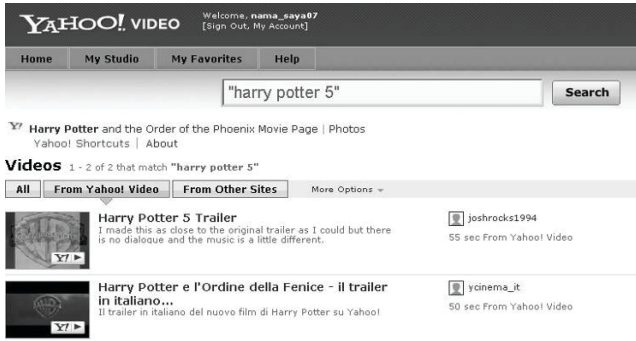 YAHOO! VIDEO
Welcome, nama_saya07
[Sign Out, My Account]
Home My Studio My Favorites Help
"harry potter 5" Search
Y! Harry Potter and the Order of the Phoenix Movie Page | Photos
Yahoo! Shortcuts | About
Videos 1 - 2 of 2 that match "harry potter 5"
All From Yahoo! Video From Other Sites More Options
Harry Potter 5 Trailer
I made this as close to the original trailer as I could but there
is no dialogue and the music is a little different.
joshrocks1994
55 sec From Yahoo! Video
Y!
Harry Potter e l'Ordine della Fenice - il trailer
in italiano...
Il trailer in italiano del nuovo film di Harry Potter su Yahoo!
ycinema_it
50 sec From Yahoo! Video
Y!